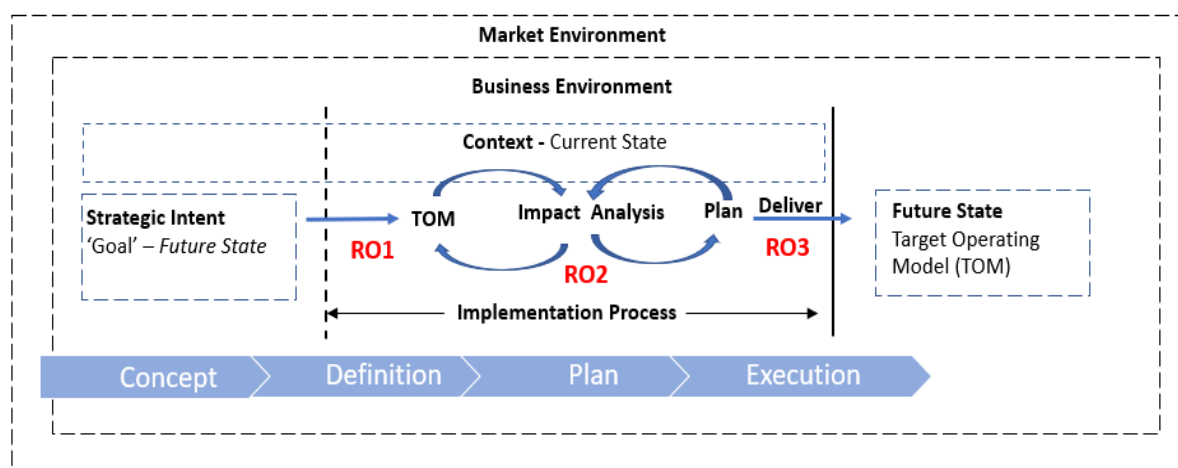 Market Environment
Business Environment
Context - Current State
Strategic Intent
‘Goal’ – Future State
TOM
Impact Analysis
Plan
Deliver
RO1
RO2
RO3
Future State
Target Operating
Model (TOM)
Implementation Process
Concept
Definition
Plan
Execution